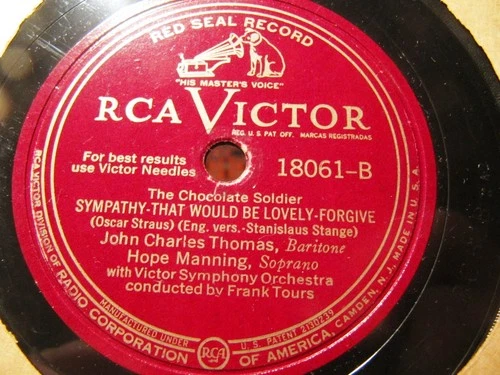 RED SEAL RECORD
"HIS MASTER'S VOICE"
RCA VICTOR
REG. U.S. PAT. OFF. MARCAS REGISTRADAS
For best results
use Victor Needles
18061-B
The Chocolate Soldier
SYMPATHY-THAT WOULD BE LOVELY-FORGIVE
(Oscar Straus) (Eng. vers.-Stanislaus Stange)
John Charles Thomas, Baritone
Hope Manning, Soprano
with Victor Symphony Orchestra
conducted by Frank Tours
MANUFACTURED UNDER
RCA
U.S. PATENT 2130239
RCA VICTOR DIVISION OF RADIO CORPORATION OF AMERICA, CAMDEN, N.J. MADE IN U.S.A.